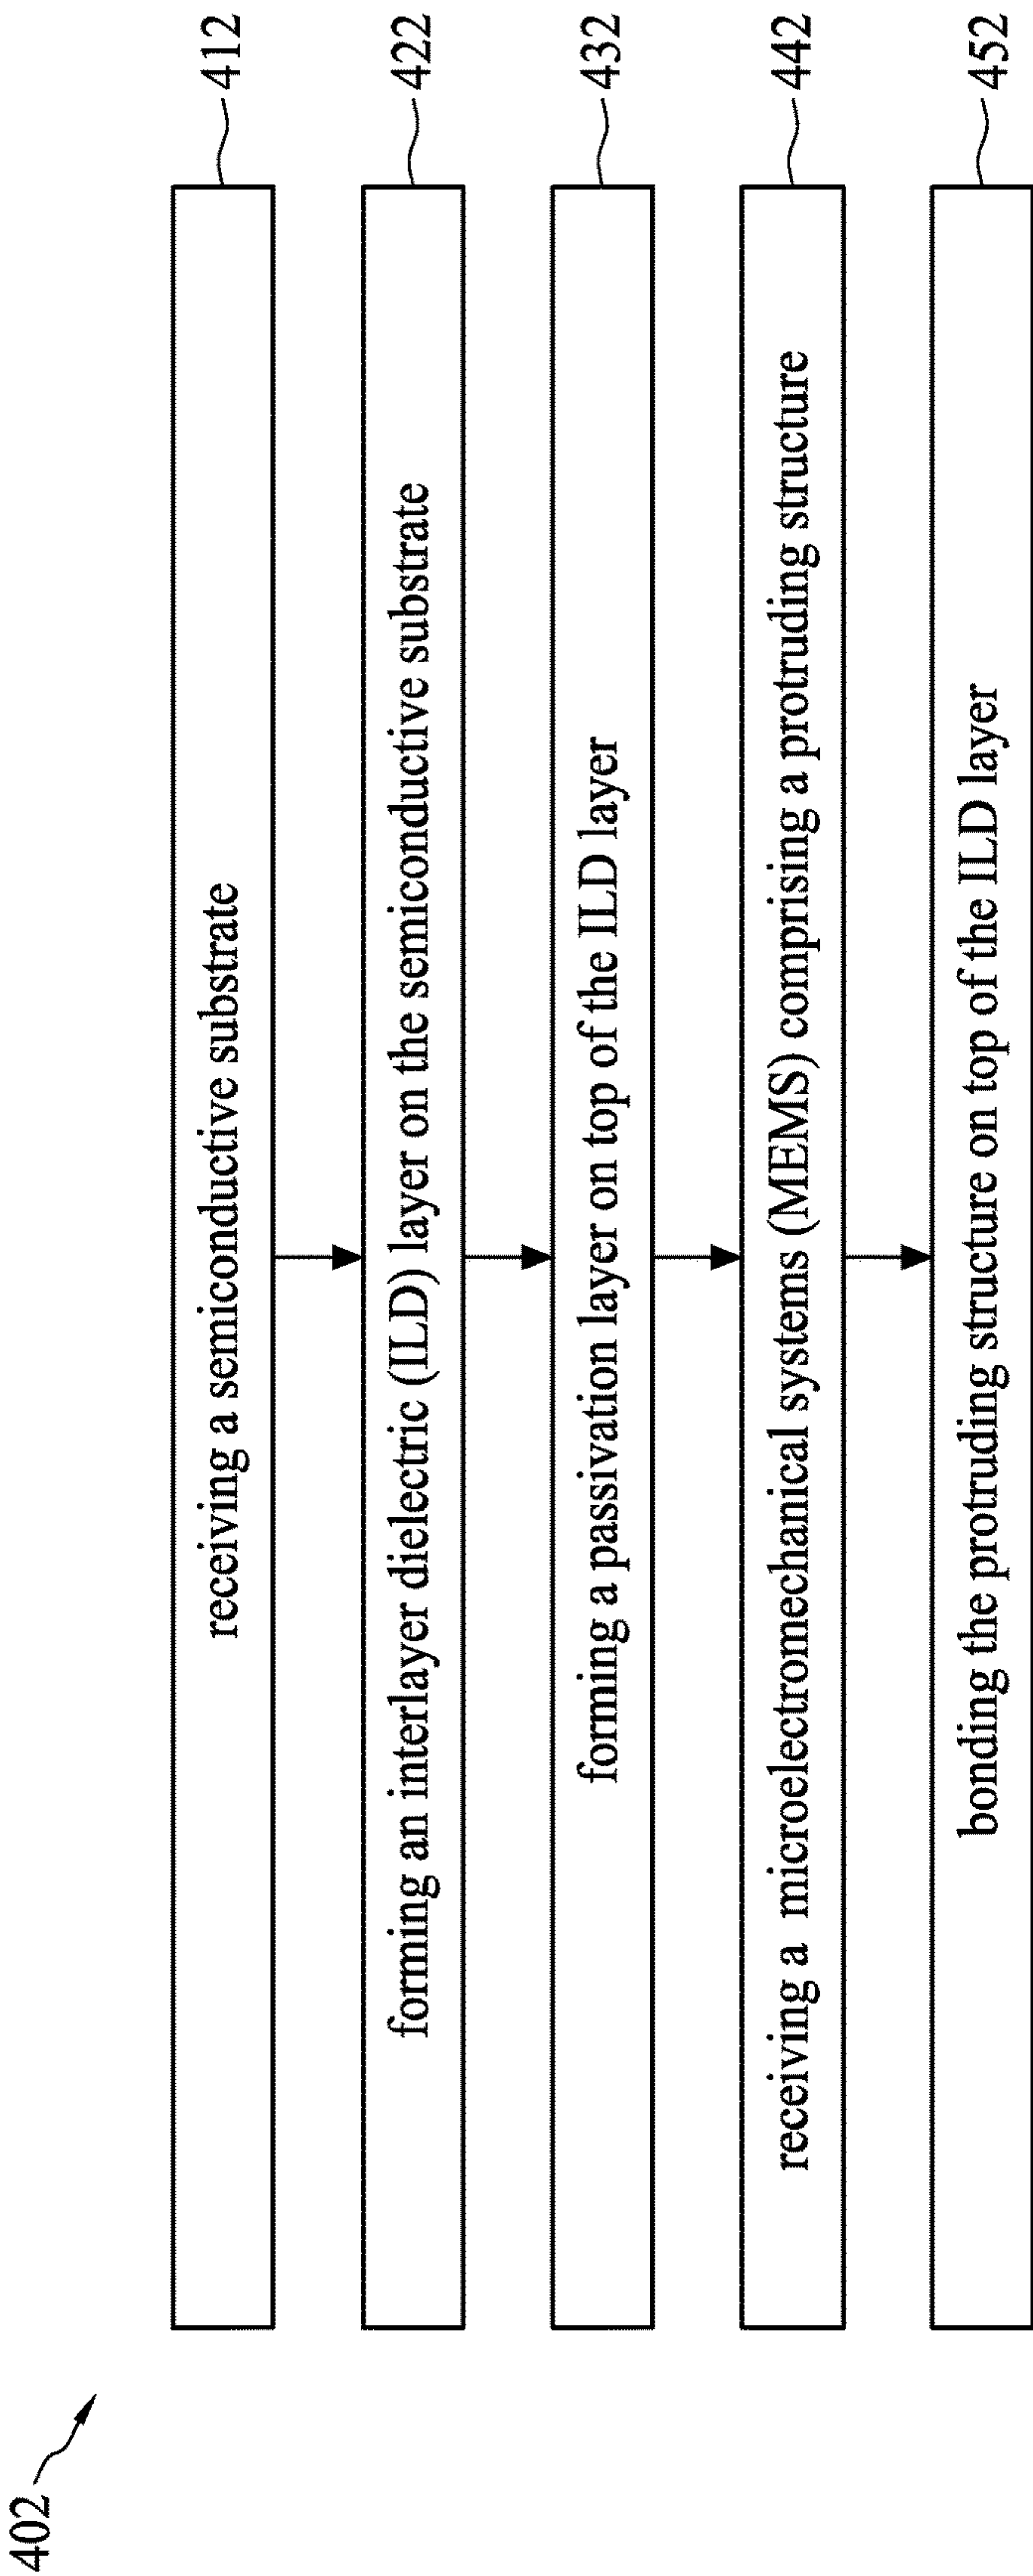 402
receiving a semiconductive substrate
412
forming an interlayer dielectric (ILD) layer on the semiconductive substrate
422
forming a passivation layer on top of the ILD layer
432
receiving a microelectromechanical systems (MEMS) comprising a protruding structure
442
bonding the protruding structure on top of the ILD layer
452